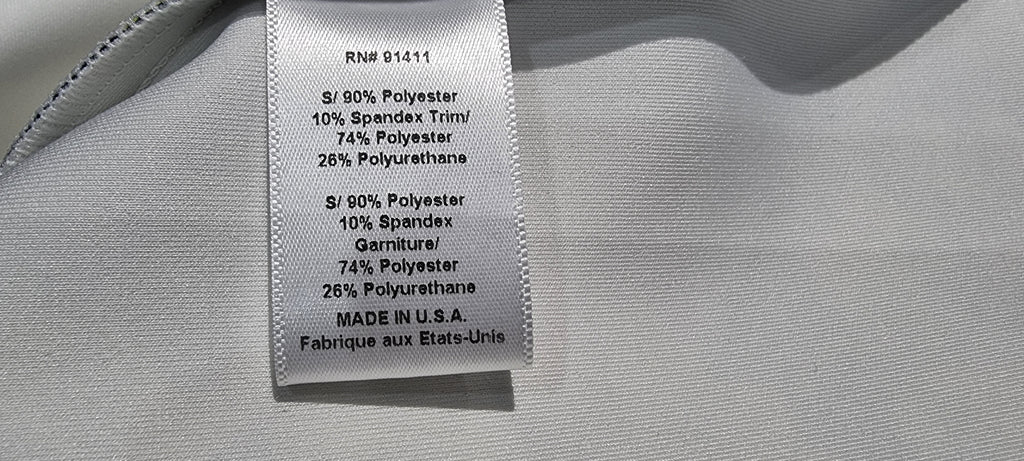 RN# 91411
S/ 90% Polyester
10% Spandex Trim/
74% Polyester
26% Polyurethane
S/ 90% Polyester
10% Spandex
Garniture/
74% Polyester
26% Polyurethane
MADE IN U.S.A.
Fabrique aux Etats-Unis